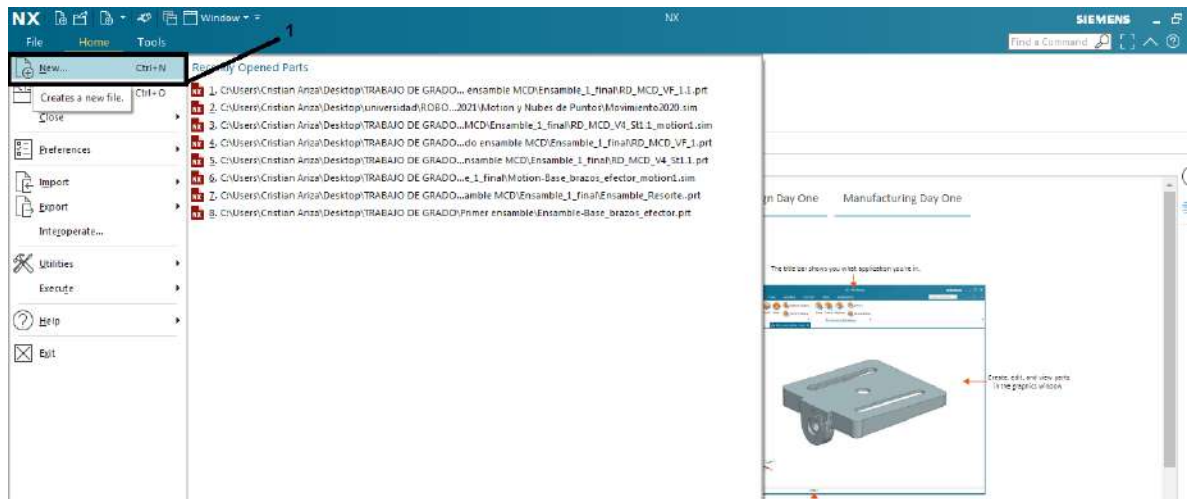 NX Window NX SIEMENS
File Home Tools Find a Command
1
New... Ctrl+N
Recently Opened Parts
Creates a new file. Ctrl+O
Close
Preferences
Import
Export
Interoperate...
Utilities
Execute
Help
Exit
1. C:\Users\Cristian Ariza\Desktop\TRABAJO DE GRADO... ensamble MCD\Ensamble_1_final\RD_MCD_VF_1.1.prt
2. C:\Users\Cristian Ariza\Desktop\universidad\ROBO...2021\Motion y Nubes de Puntos\Movimiento2020.sim
3. C:\Users\Cristian Ariza\Desktop\TRABAJO DE GRADO...MCD\Ensamble_1_final\RD_MCD_V4_St1.1_motion1.sim
4. C:\Users\Cristian Ariza\Desktop\TRABAJO DE GRADO...do ensamble MCD\Ensamble_1_final\RD_MCD_VF_1.prt
5. C:\Users\Cristian Ariza\Desktop\TRABAJO DE GRADO...nsamble MCD\Ensamble_1_final\RD_MCD_V4_St1.1.prt
6. C:\Users\Cristian Ariza\Desktop\TRABAJO DE GRADO...e_1_final\Motion-Base_brazos_efector_motion1.sim
7. C:\Users\Cristian Ariza\Desktop\TRABAJO DE GRADO...amble MCD\Ensamble_1_final\Ensamble_Resorte..prt
8. C:\Users\Cristian Ariza\Desktop\TRABAJO DE GRADO\Primer ensamble\Ensamble-Base_brazos_efector.prt
gn Day One Manufacturing Day One
The title bar shows you what application you're in.
Create, edit, and view parts
in the graphics window.